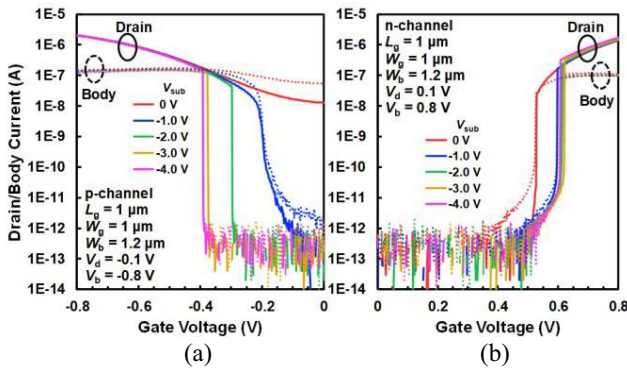 Drain/Body Current (A)
1E-5
1E-6
1E-7
1E-8
1E-9
1E-10
1E-11
1E-12
1E-13
1E-14
Drain
Body
Vsub
0 V
-1.0 V
-2.0 V
-3.0 V
-4.0 V
p-channel
Lg = 1 µm
Wg = 1 µm
Wb = 1.2 µm
Vd = -0.1 V
Vb = -0.8 V
-0.8 -0.6 -0.4 -0.2 0
Gate Voltage (V)
(a)
1E-5
1E-6
1E-7
1E-8
1E-9
1E-10
1E-11
1E-12
1E-13
1E-14
n-channel
Lg = 1 µm
Wg = 1 µm
Wb = 1.2 µm
Vd = 0.1 V
Vb = 0.8 V
Drain
Body
Vsub
0 V
-1.0 V
-2.0 V
-3.0 V
-4.0 V
0 0.2 0.4 0.6 0.8
Gate Voltage (V)
(b)